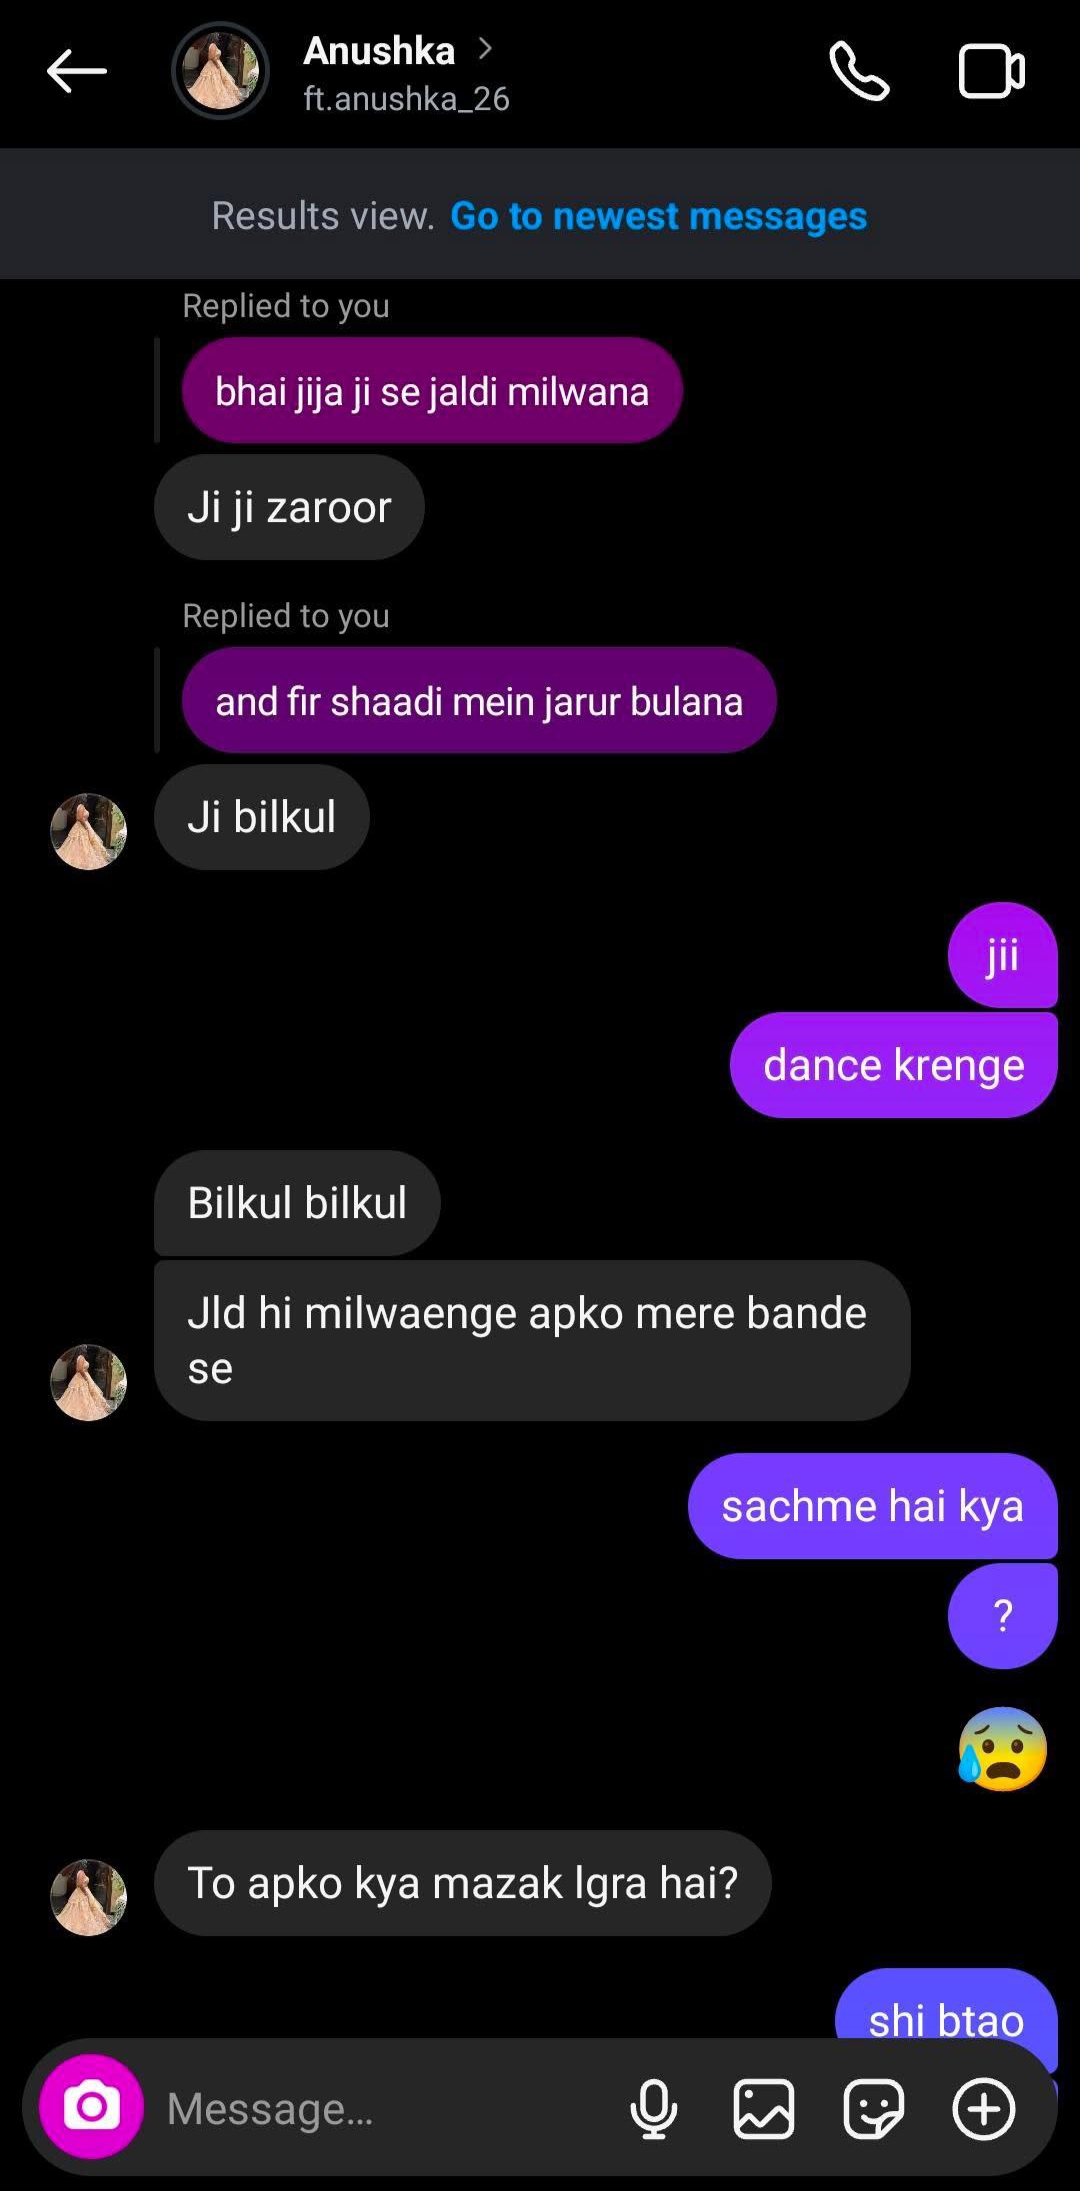 Anushka
ft.anushka_26
Results view. Go to newest messages
Replied to you
bhai jija ji se jaldi milwana
Ji ji zaroor
Replied to you
and fir shaadi mein jarur bulana
Ji bilkul
jii
dance krenge
Bilkul bilkul
Jld hi milwaenge apko mere bande
se
sachme hai kya
?
To apko kya mazak lgra hai?
shi btao
Message...